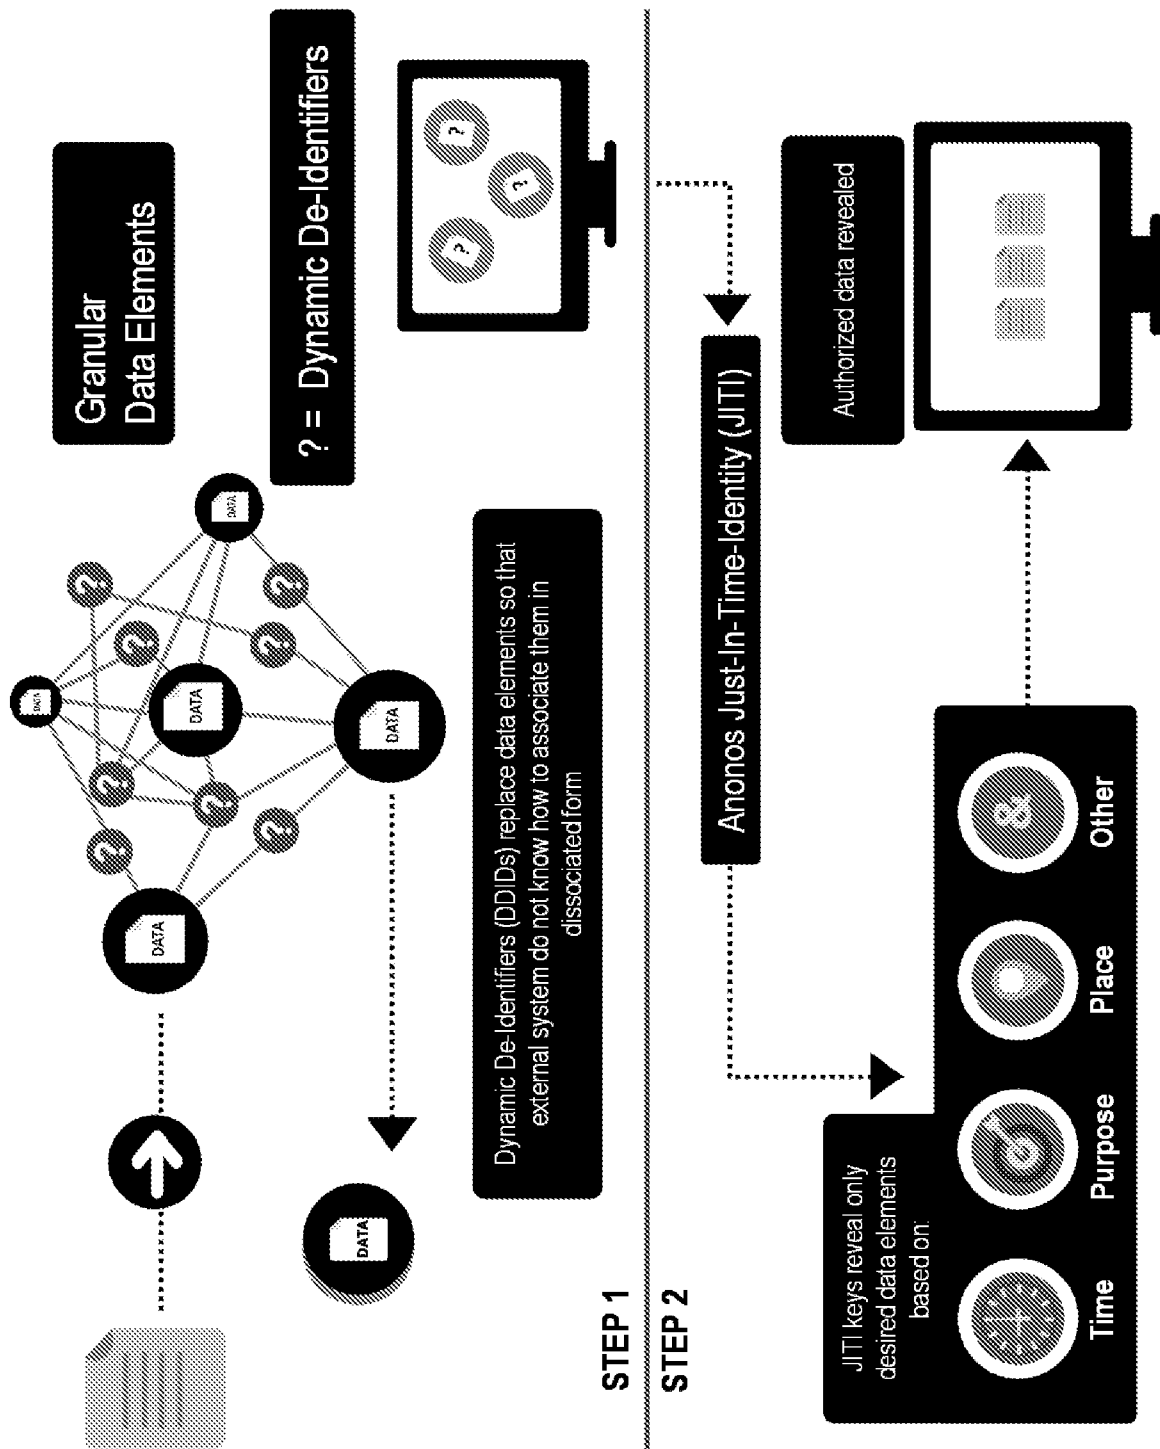 Granular
Data Elements
DATA
DATA
DATA
DATA
DATA
?
?
?
?
?
?
?
?
? = Dynamic De-Identifiers
?
?
?
DATA
Dynamic De-Identifiers (DDIDs) replace data elements so that
external system do not know how to associate them in
dissociated form
STEP 1
STEP 2
Anonos Just-In-Time-Identity (JITI)
JITI keys reveal only
desired data elements
based on:
Time
Purpose
Place
&
Other
Authorized data revealed